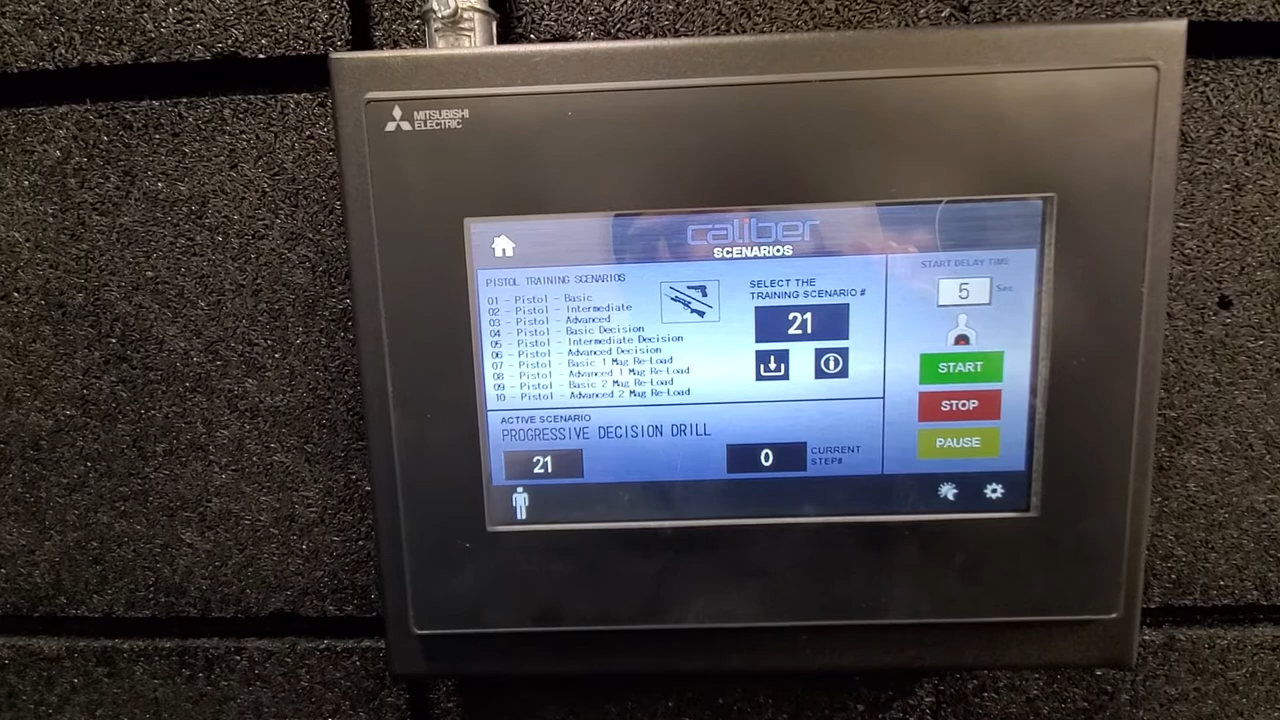 MITSUBISHI
ELECTRIC
caliber
SCENARIOS
PISTOL TRAINING SCENARIOS
01 - Pistol - Basic
02 - Pistol - Intermediate
03 - Pistol - Advanced
04 - Pistol - Basic Decision
05 - Pistol - Intermediate Decision
06 - Pistol - Advanced Decision
07 - Pistol - Basic 1 Mag Re-Load
08 - Pistol - Advanced 1 Mag Re-Load
09 - Pistol - Basic 2 Mag Re-Load
10 - Pistol - Advanced 2 Mag Re-Load
SELECT THE
TRAINING SCENARIO #
21
ACTIVE SCENARIO
PROGRESSIVE DECISION DRILL
21
0
CURRENT
STEP#
START DELAY TIME
5 Sec
START
STOP
PAUSE